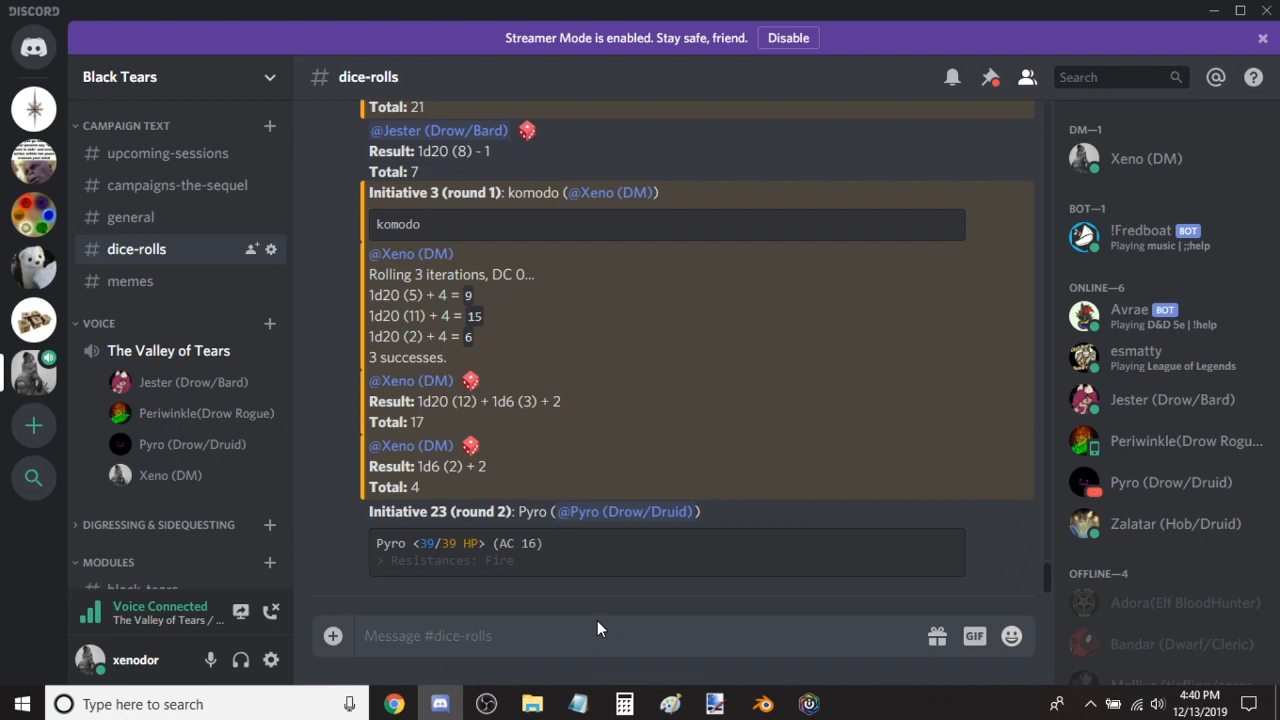 DISCORD
Streamer Mode is enabled. Stay safe, friend.
Disable
Black Tears
# dice-rolls
Search
CAMPAIGN TEXT
# upcoming-sessions
# campaigns-the-sequel
# general
# dice-rolls
# memes
VOICE
The Valley of Tears
Jester (Drow/Bard)
Periwinkle(Drow Rogue)
Pyro (Drow/Druid)
Xeno (DM)
DIGRESSING & SIDEQUESTING
MODULES
Voice Connected
The Valley of Tears / ...
xenodor
Total: 21
@Jester (Drow/Bard)
Result: 1d20 (8) - 1
Total: 7
Initiative 3 (round 1): komodo (@Xeno (DM))
komodo
@Xeno (DM)
Rolling 3 iterations, DC 0...
1d20 (5) + 4 = 9
1d20 (11) + 4 = 15
1d20 (2) + 4 = 6
3 successes.
@Xeno (DM)
Result: 1d20 (12) + 1d6 (3) + 2
Total: 17
@Xeno (DM)
Result: 1d6 (2) + 2
Total: 4
Initiative 23 (round 2): Pyro (@Pyro (Drow/Druid))
Pyro <39/39 HP> (AC 16)
> Resistances: Fire
Message #dice-rolls
GIF
DM—1
Xeno (DM)
BOT—1
!Fredboat BOT
Playing music | ;;help
ONLINE—6
Avrae BOT
Playing D&D 5e | !help
esmatty
Playing League of Legends
Jester (Drow/Bard)
Periwinkle(Drow Rogu...
Pyro (Drow/Druid)
Zalatar (Hob/Druid)
OFFLINE—4
Adora(Elf BloodHunter)
Bandar (Dwarf/Cleric)
Type here to search
4:40 PM
12/13/2019